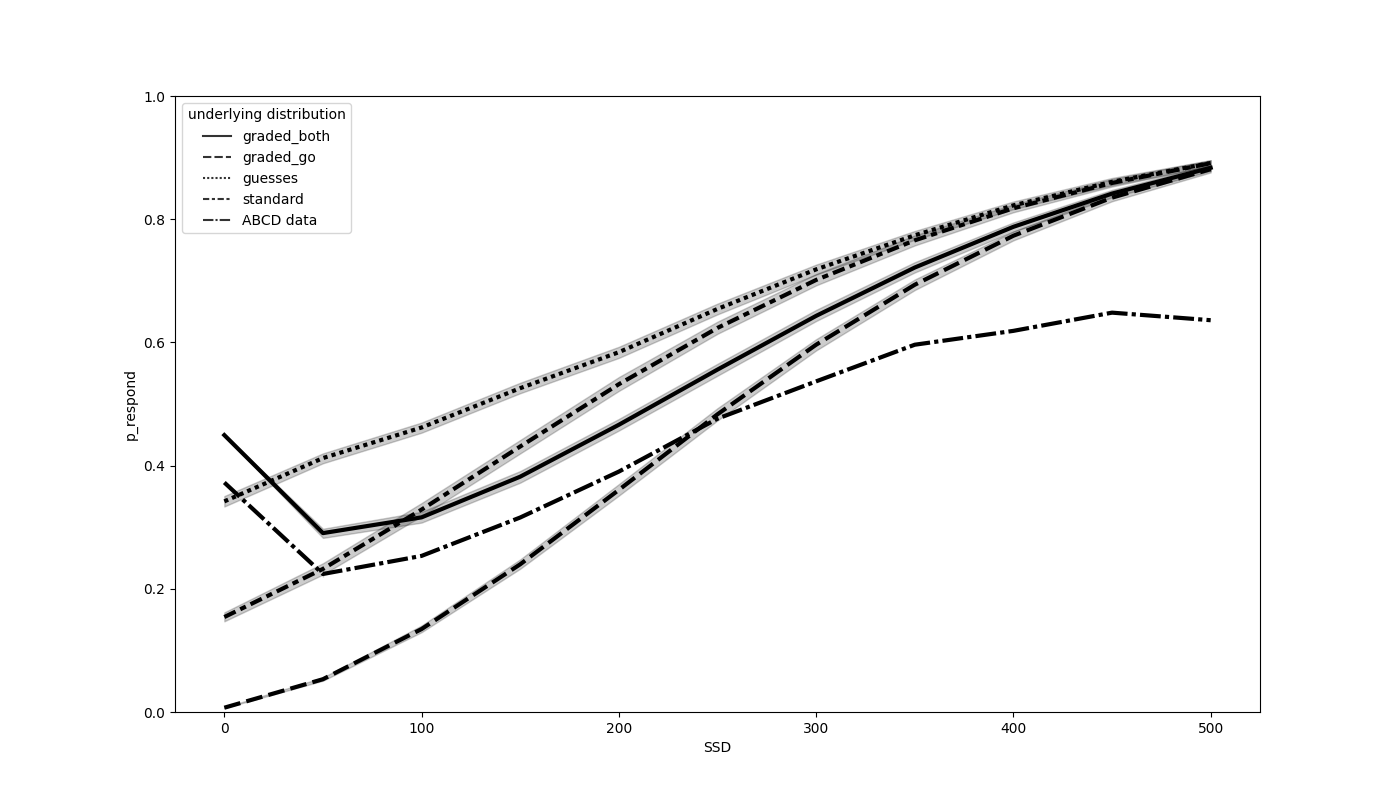 underlying distribution
graded_both
graded_go
guesses
standard
ABCD data
1.0
0.8
0.6
0.4
0.2
0.0
p_respond
0 100 200 300 400 500
SSD